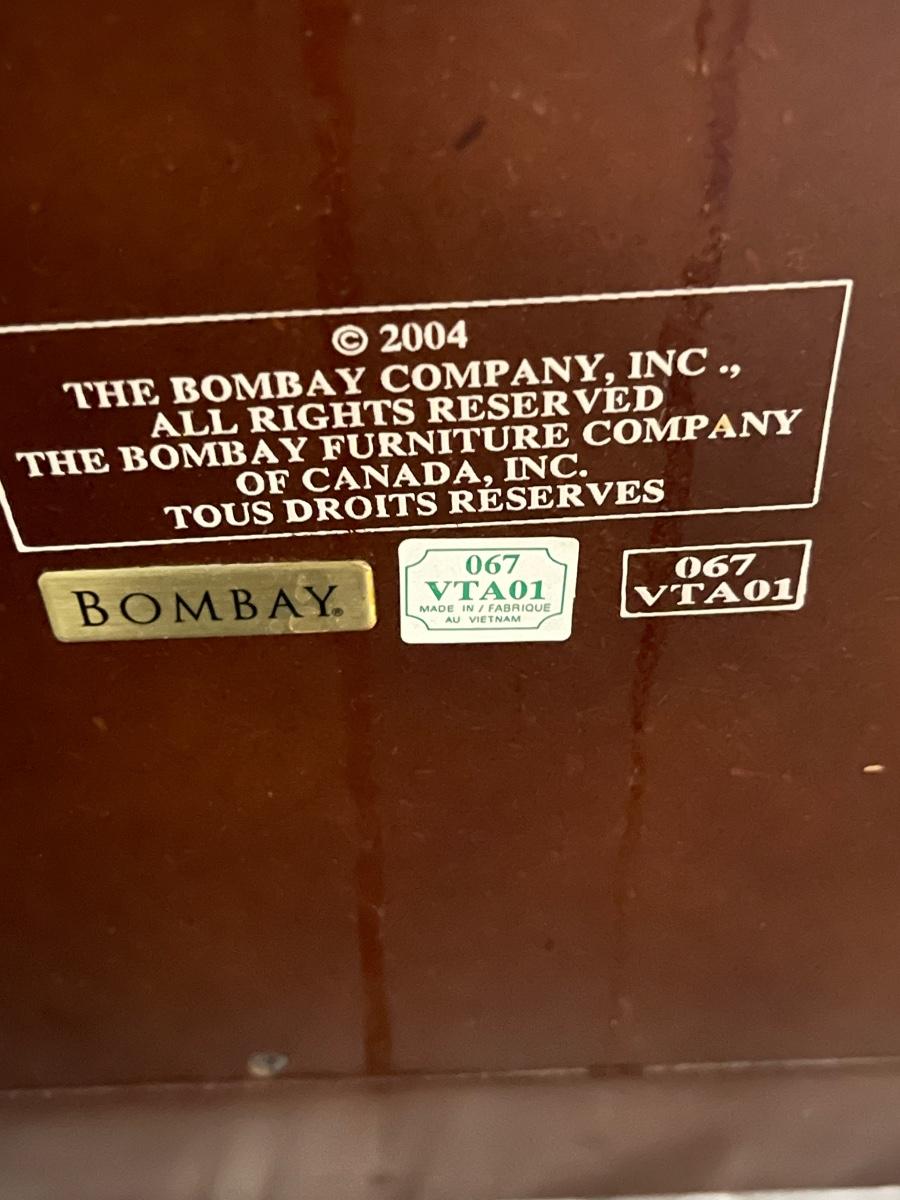 © 2004
THE BOMBAY COMPANY, INC .,
ALL RIGHTS RESERVED
THE BOMBAY FURNITURE COMPANY
OF CANADA, INC.
TOUS DROITS RESERVES
BOMBAY®
067
VTA01
MADE IN / FABRIQUE
AU VIETNAM
067
VTA01